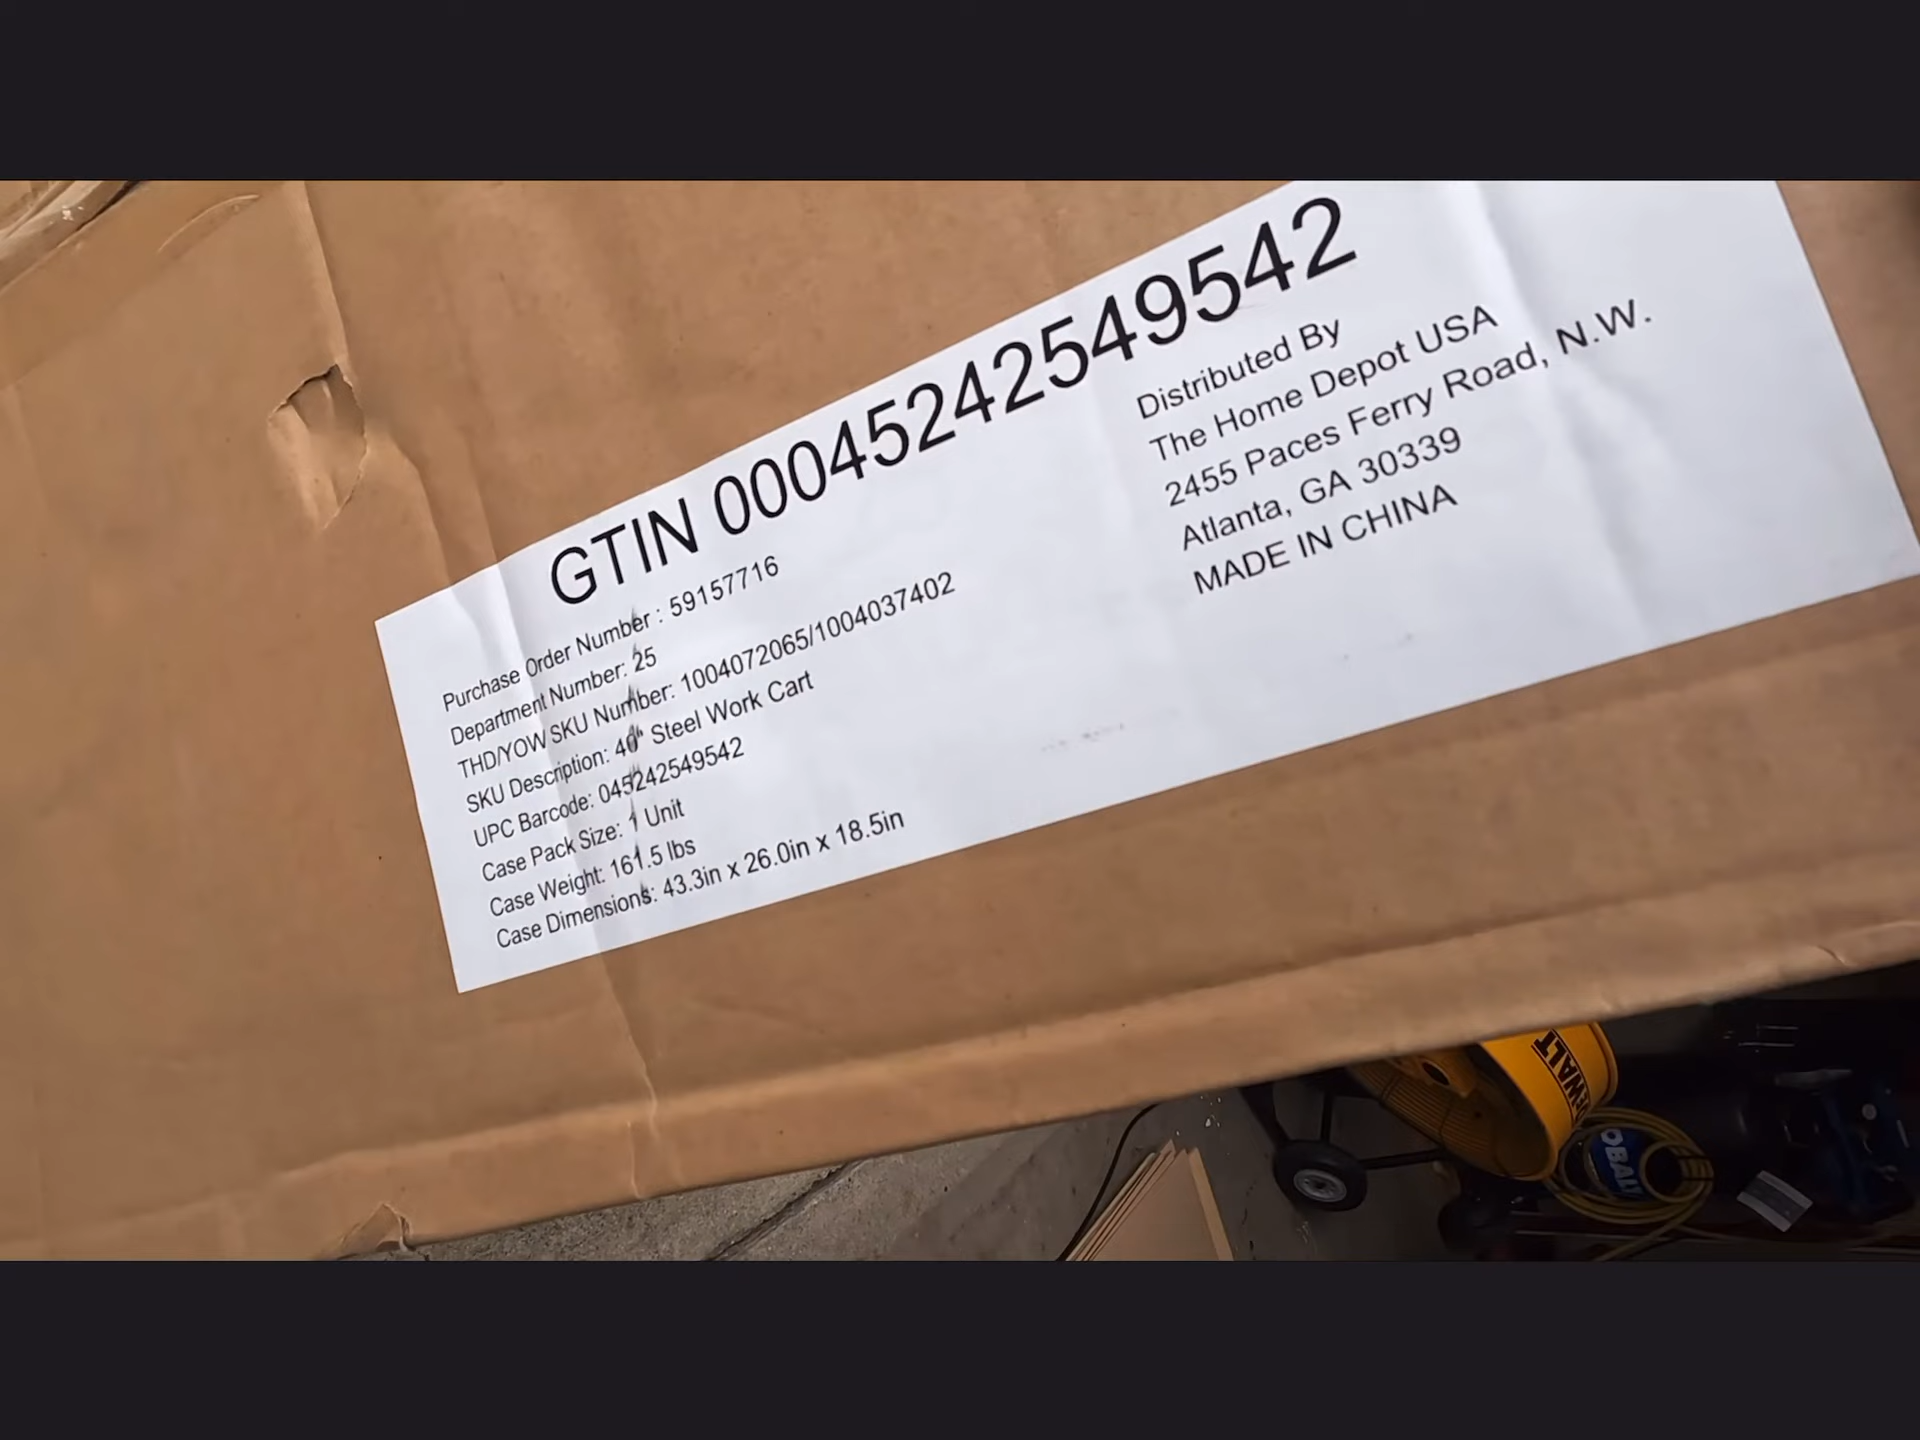 GTIN 00045242549542
Purchase Order Number : 59157716
Department Number: 25
THD/YOW SKU Number: 1004072065/1004037402
SKU Description: 40" Steel Work Cart
UPC Barcode: 045242549542
Case Pack Size: 1 Unit
Case Weight: 161.5 lbs
Case Dimensions: 43.3in x 26.0in x 18.5in
Distributed By
The Home Depot USA
2455 Paces Ferry Road, N.W.
Atlanta, GA 30339
MADE IN CHINA
DEWALT
OBALT